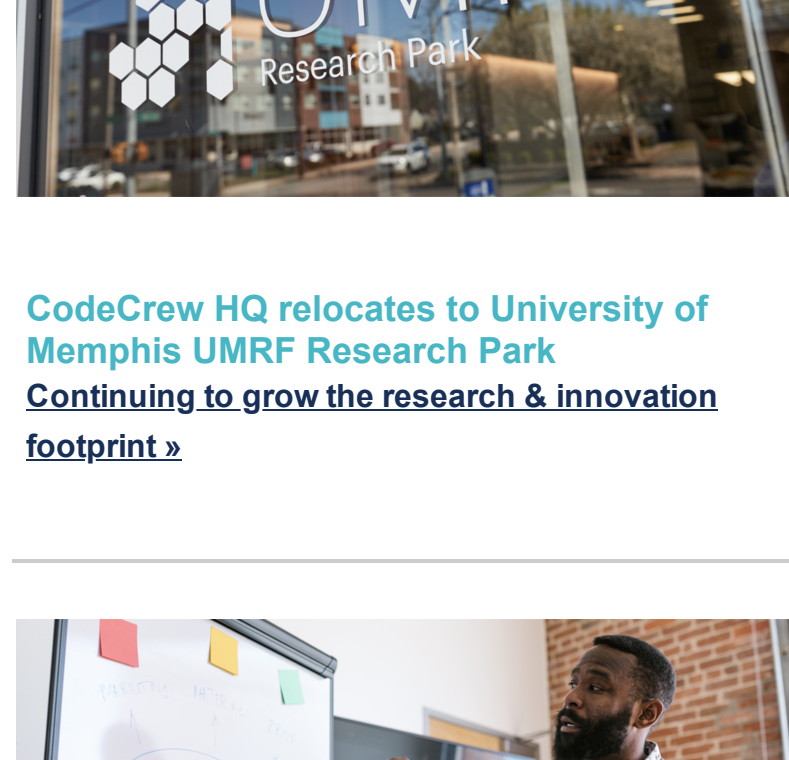 Research Park
CodeCrew HQ relocates to University of
Memphis UMRF Research Park
Continuing to grow the research & innovation
footprint »